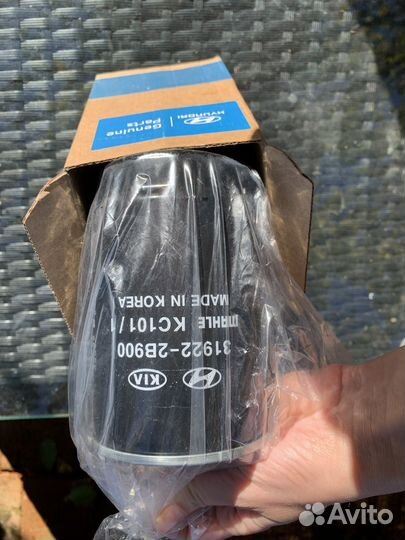 Genuine
Parts
HYUNDAI
KIA
31922-2B900
MAHLE KC101/1
MADE IN KOREA
Avito